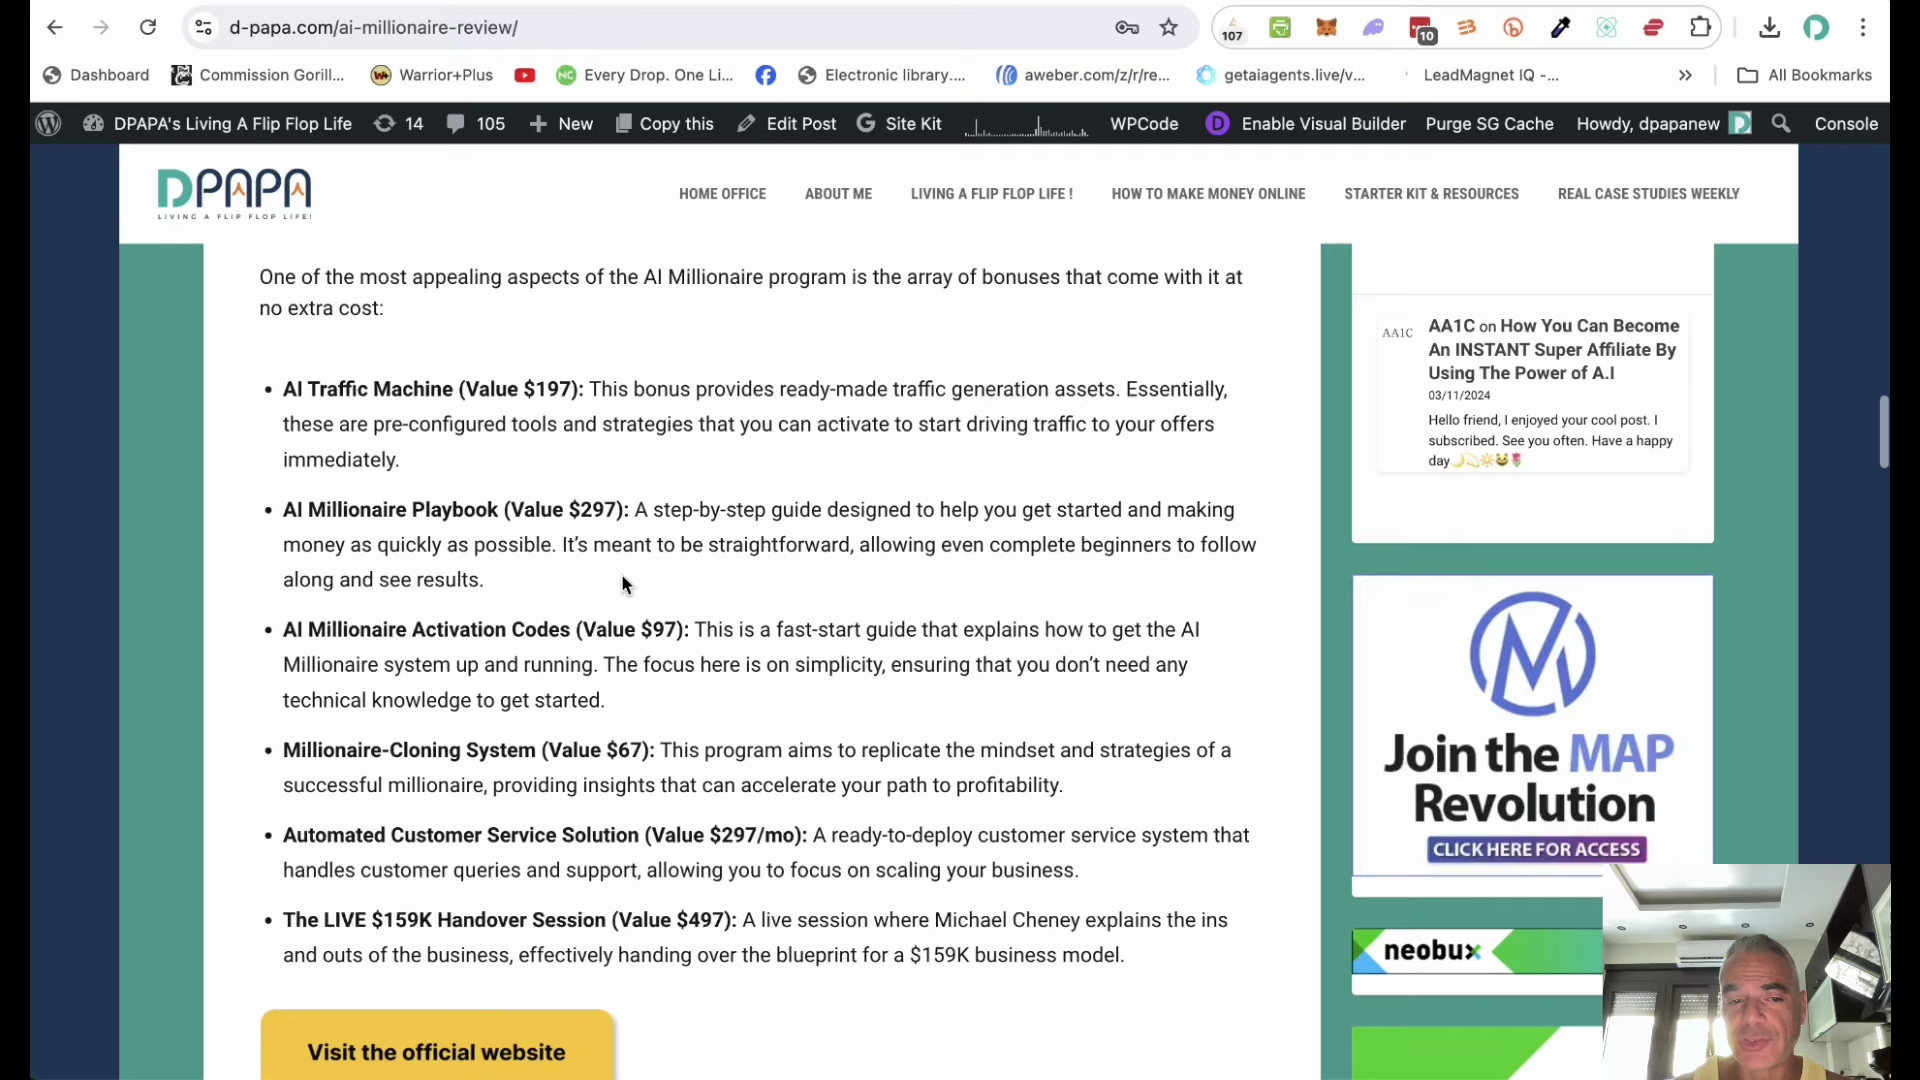 d-papa.com/ai-millionaire-review/
107
10
Dashboard
Commission Gorill...
Warrior+Plus
Every Drop. One Li...
Electronic library....
aweber.com/z/r/re...
getaiagents.live/v...
LeadMagnet IQ -...
All Bookmarks
DPAPA's Living A Flip Flop Life
14
105
New
Copy this
Edit Post
Site Kit
WPCode
Enable Visual Builder
Purge SG Cache
Howdy, dpapanew
Console
DPAPA
LIVING A FLIP FLOP LIFE!
HOME OFFICE
ABOUT ME
LIVING A FLIP FLOP LIFE !
HOW TO MAKE MONEY ONLINE
STARTER KIT & RESOURCES
REAL CASE STUDIES WEEKLY
One of the most appealing aspects of the AI Millionaire program is the array of bonuses that come with it at
no extra cost:
• AI Traffic Machine (Value $197): This bonus provides ready-made traffic generation assets. Essentially,
these are pre-configured tools and strategies that you can activate to start driving traffic to your offers
immediately.
• AI Millionaire Playbook (Value $297): A step-by-step guide designed to help you get started and making
money as quickly as possible. It’s meant to be straightforward, allowing even complete beginners to follow
along and see results.
• AI Millionaire Activation Codes (Value $97): This is a fast-start guide that explains how to get the AI
Millionaire system up and running. The focus here is on simplicity, ensuring that you don’t need any
technical knowledge to get started.
• Millionaire-Cloning System (Value $67): This program aims to replicate the mindset and strategies of a
successful millionaire, providing insights that can accelerate your path to profitability.
• Automated Customer Service Solution (Value $297/mo): A ready-to-deploy customer service system that
handles customer queries and support, allowing you to focus on scaling your business.
• The LIVE $159K Handover Session (Value $497): A live session where Michael Cheney explains the ins
and outs of the business, effectively handing over the blueprint for a $159K business model.
Visit the official website
AA1C
AA1C on How You Can Become
An INSTANT Super Affiliate By
Using The Power of A.I
03/11/2024
Hello friend, I enjoyed your cool post. I
subscribed. See you often. Have a happy
day🌙💫☀️😺🌷
Join the MAP
Revolution
CLICK HERE FOR ACCESS
neobux